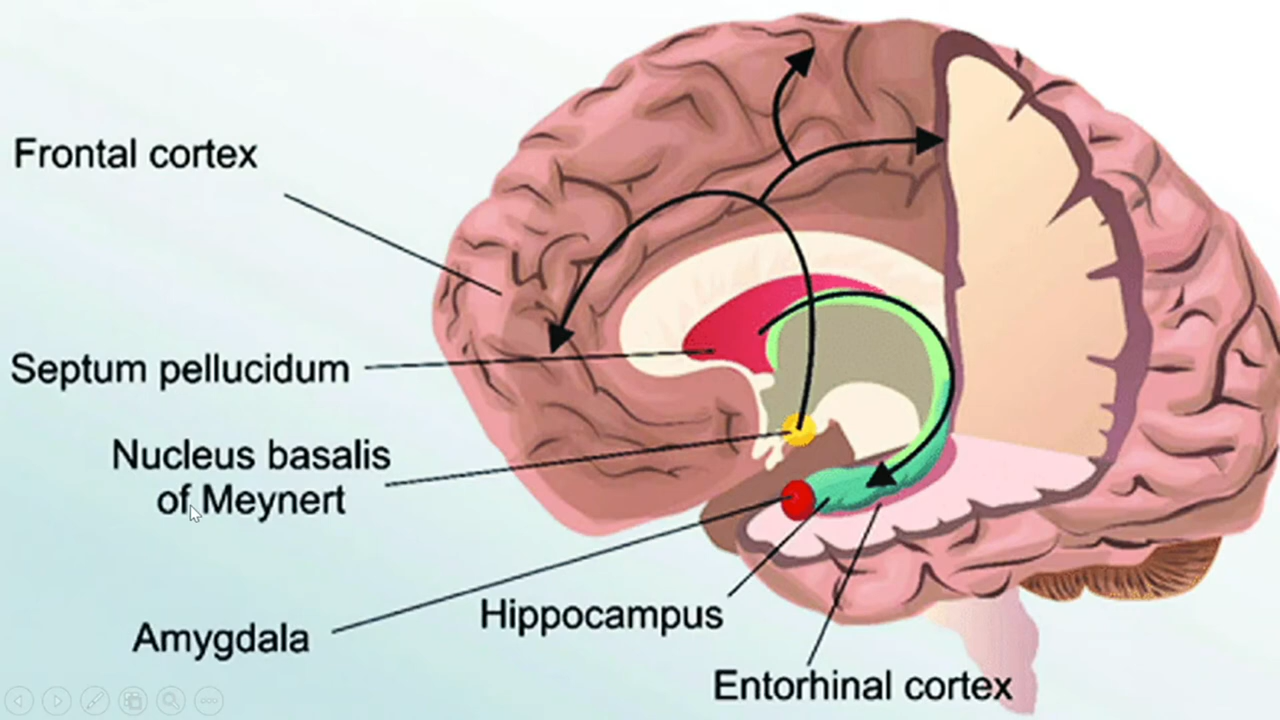 Frontal cortex
Septum pellucidum
Nucleus basalis
of Meynert
Amygdala
Hippocampus
Entorhinal cortex